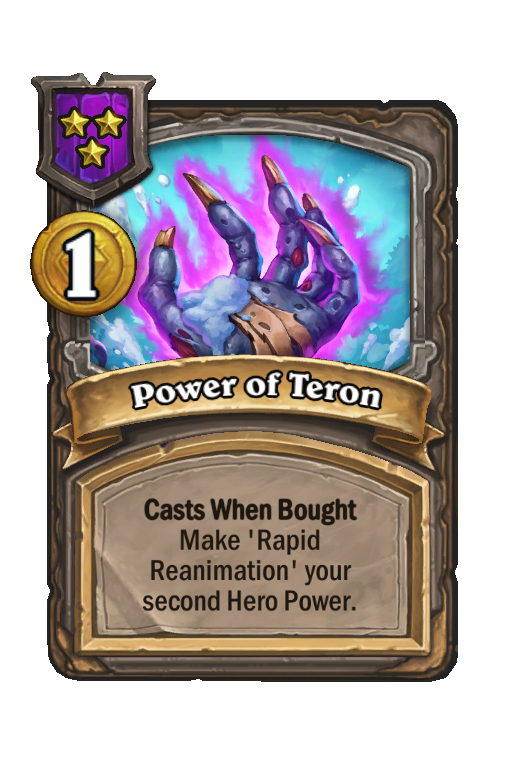 1
Power of Teron
Casts When Bought
Make 'Rapid
Reanimation' your
second Hero Power.